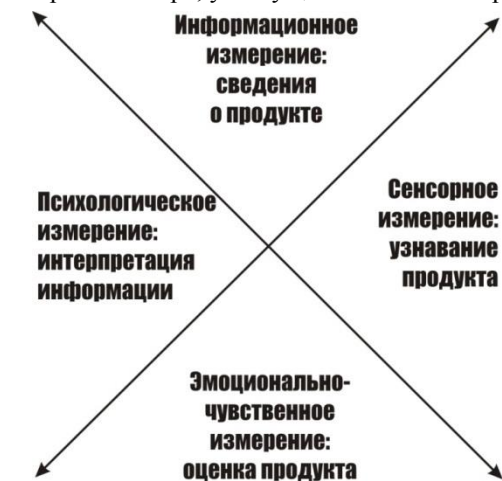 Информационное
измерение:
сведения
о продукте
Психологическое
измерение:
интерпретация
информации
Сенсорное
измерение:
узнавание
продукта
Эмоционально-
чувственное
измерение:
оценка продукта